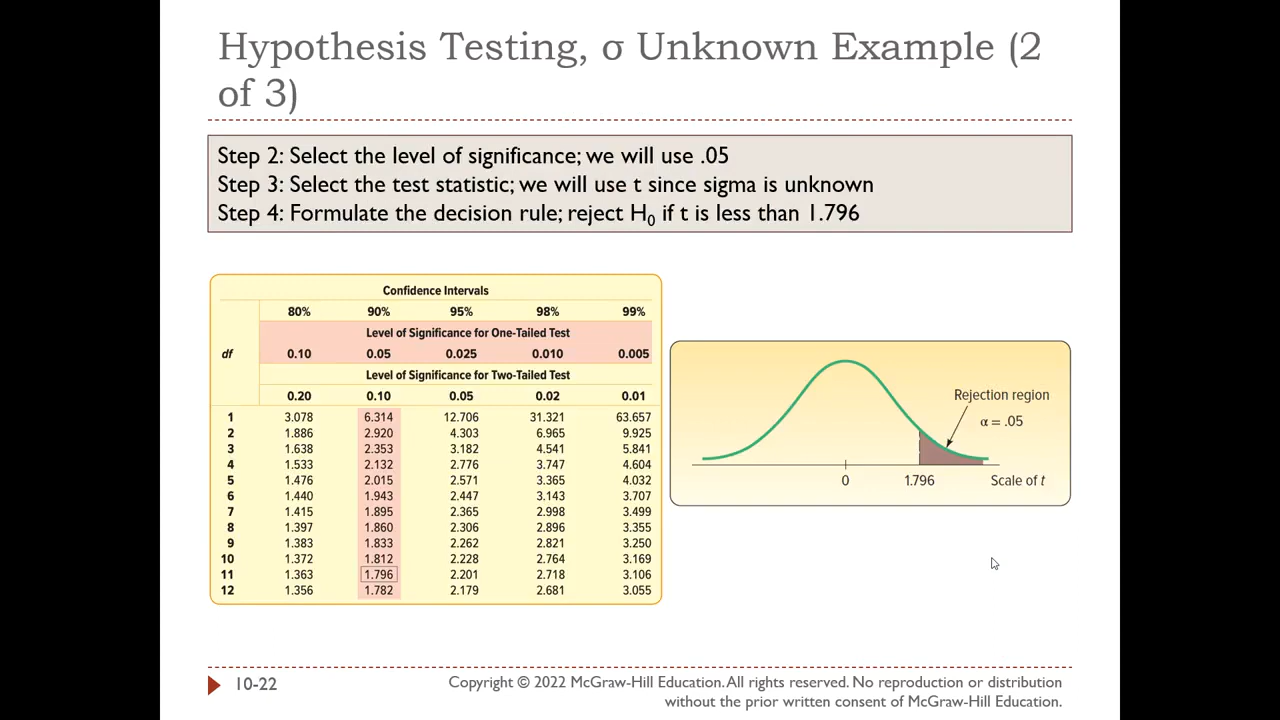 Hypothesis Testing, σ Unknown Example (2
of 3)
Step 2: Select the level of significance; we will use .05
Step 3: Select the test statistic; we will use t since sigma is unknown
Step 4: Formulate the decision rule; reject H0 if t is less than 1.796
Confidence Intervals
80% 90% 95% 98% 99%
Level of Significance for One-Tailed Test
df 0.10 0.05 0.025 0.010 0.005
Level of Significance for Two-Tailed Test
0.20 0.10 0.05 0.02 0.01
1 3.078 6.314 12.706 31.321 63.657
2 1.886 2.920 4.303 6.965 9.925
3 1.638 2.353 3.182 4.541 5.841
4 1.533 2.132 2.776 3.747 4.604
5 1.476 2.015 2.571 3.365 4.032
6 1.440 1.943 2.447 3.143 3.707
7 1.415 1.895 2.365 2.998 3.499
8 1.397 1.860 2.306 2.896 3.355
9 1.383 1.833 2.262 2.821 3.250
10 1.372 1.812 2.228 2.764 3.169
11 1.363 1.796 2.201 2.718 3.106
12 1.356 1.782 2.179 2.681 3.055
Rejection region
α = .05
0 1.796 Scale of t
10-22
Copyright © 2022 McGraw-Hill Education. All rights reserved. No reproduction or distribution
without the prior written consent of McGraw-Hill Education.